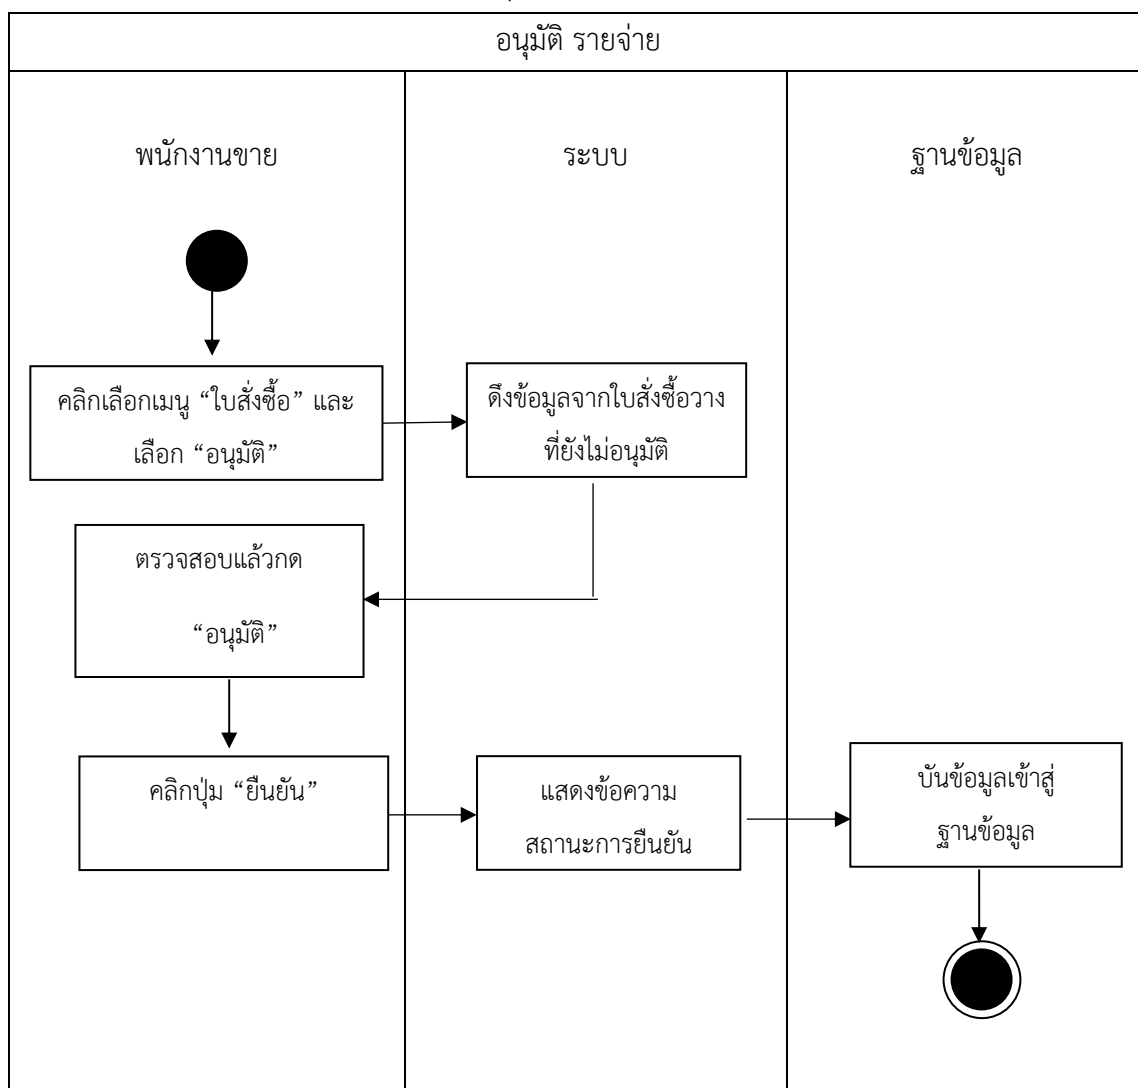 อนุมัติ รายจ่าย
พนักงานขาย
ระบบ
ฐานข้อมูล
คลิกเลือกเมนู “ใบสั่งซื้อ” และ
เลือก “อนุมัติ”
ดึงข้อมูลจากใบสั่งซื้อวาง
ที่ยังไม่อนุมัติ
ตรวจสอบแล้วกด
“อนุมัติ”
คลิกปุ่ม “ยืนยัน”
แสดงข้อความ
สถานะการยืนยัน
บันข้อมูลเข้าสู่
ฐานข้อมูล